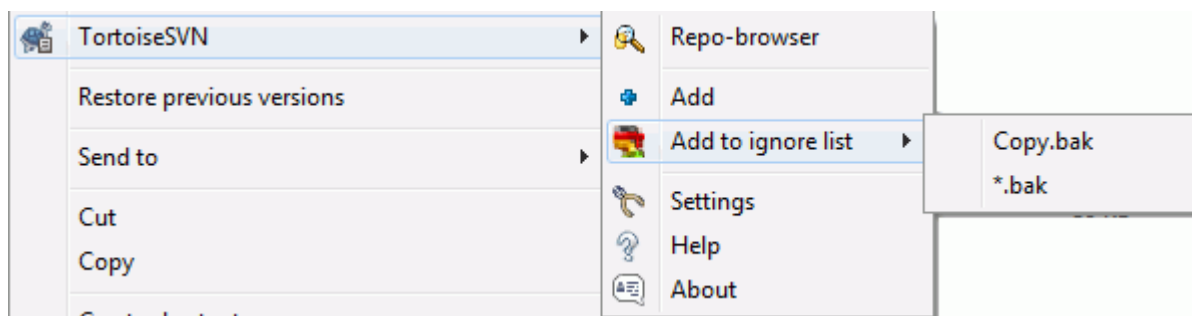 TortoiseSVN
Restore previous versions
Send to
Cut
Copy
Repo-browser
Add
Add to ignore list
Settings
Help
About
Copy.bak
*.bak